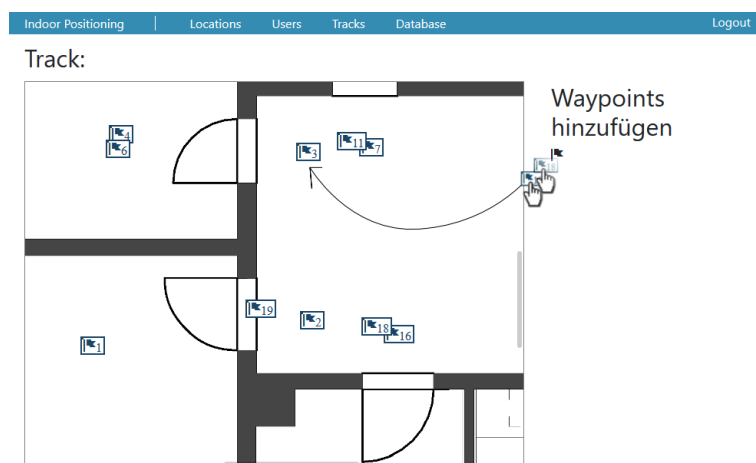 Indoor Positioning | Locations Users Tracks Database Logout
Track:
Waypoints
hinzufügen
4
6
3
11
7
18
19
2
18
16
1